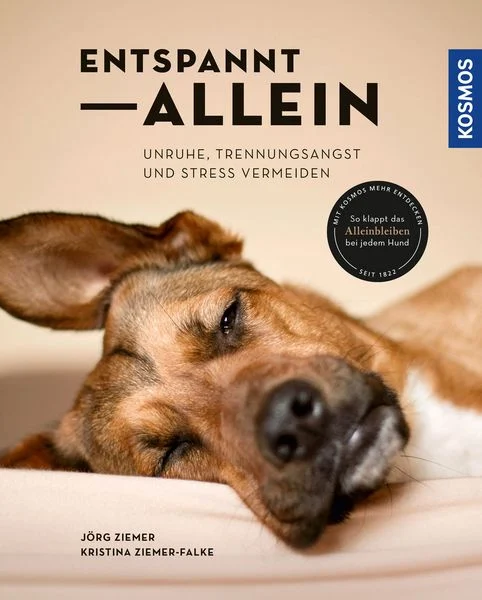 ENTSPANNT
—ALLEIN
UNRUHE, TRENNUNGSANGST
UND STRESS VERMEIDEN
KOSMOS
MIT KOSMOS MEHR ENTDECKEN
So klappt das
Alleinbleiben
bei jedem Hund
SEIT 1822
JÖRG ZIEMER
KRISTINA ZIEMER-FALKE